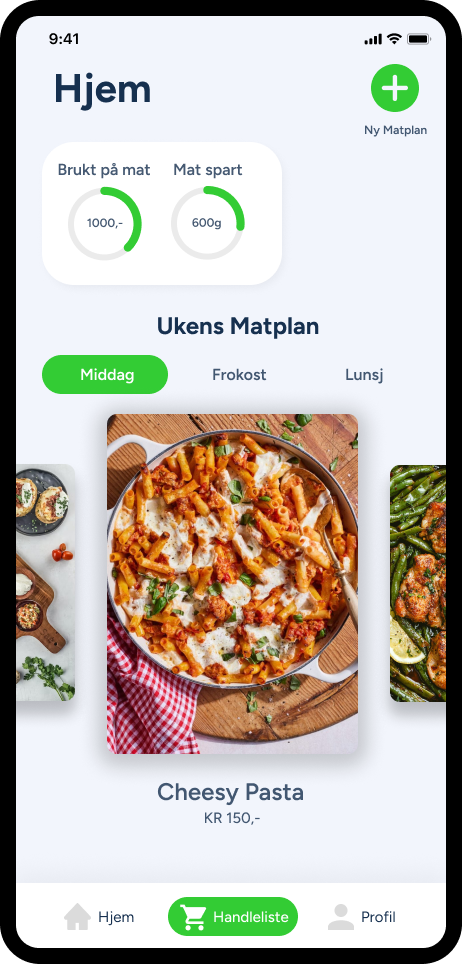 9:41
Hjem
Ny Matplan
Brukt på mat
Mat spart
1000,-
600g
Ukens Matplan
Middag
Frokost
Lunsj
Cheesy Pasta
KR 150,-
Hjem
Handleliste
Profil